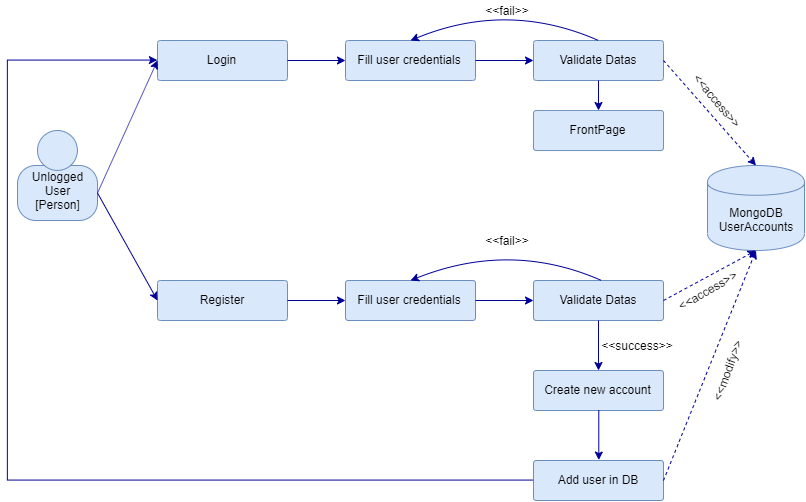 <<fail>>
Login
Fill user credentials
Validate Datas
<<access>>
FrontPage
Unlogged
User
[Person]
MongoDB
UserAccounts
<<fail>>
Register
Fill user credentials
Validate Datas
<<access>>
<<success>>
<<modify>>
Create new account
Add user in DB